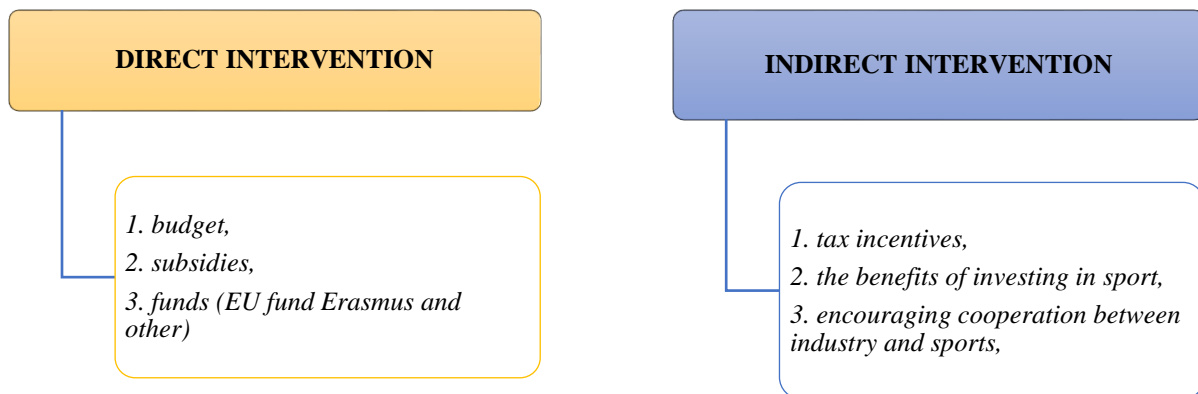 DIRECT INTERVENTION
1. budget,
2. subsidies,
3. funds (EU fund Erasmus and
other)
INDIRECT INTERVENTION
1. tax incentives,
2. the benefits of investing in sport,
3. encouraging cooperation between
industry and sports,